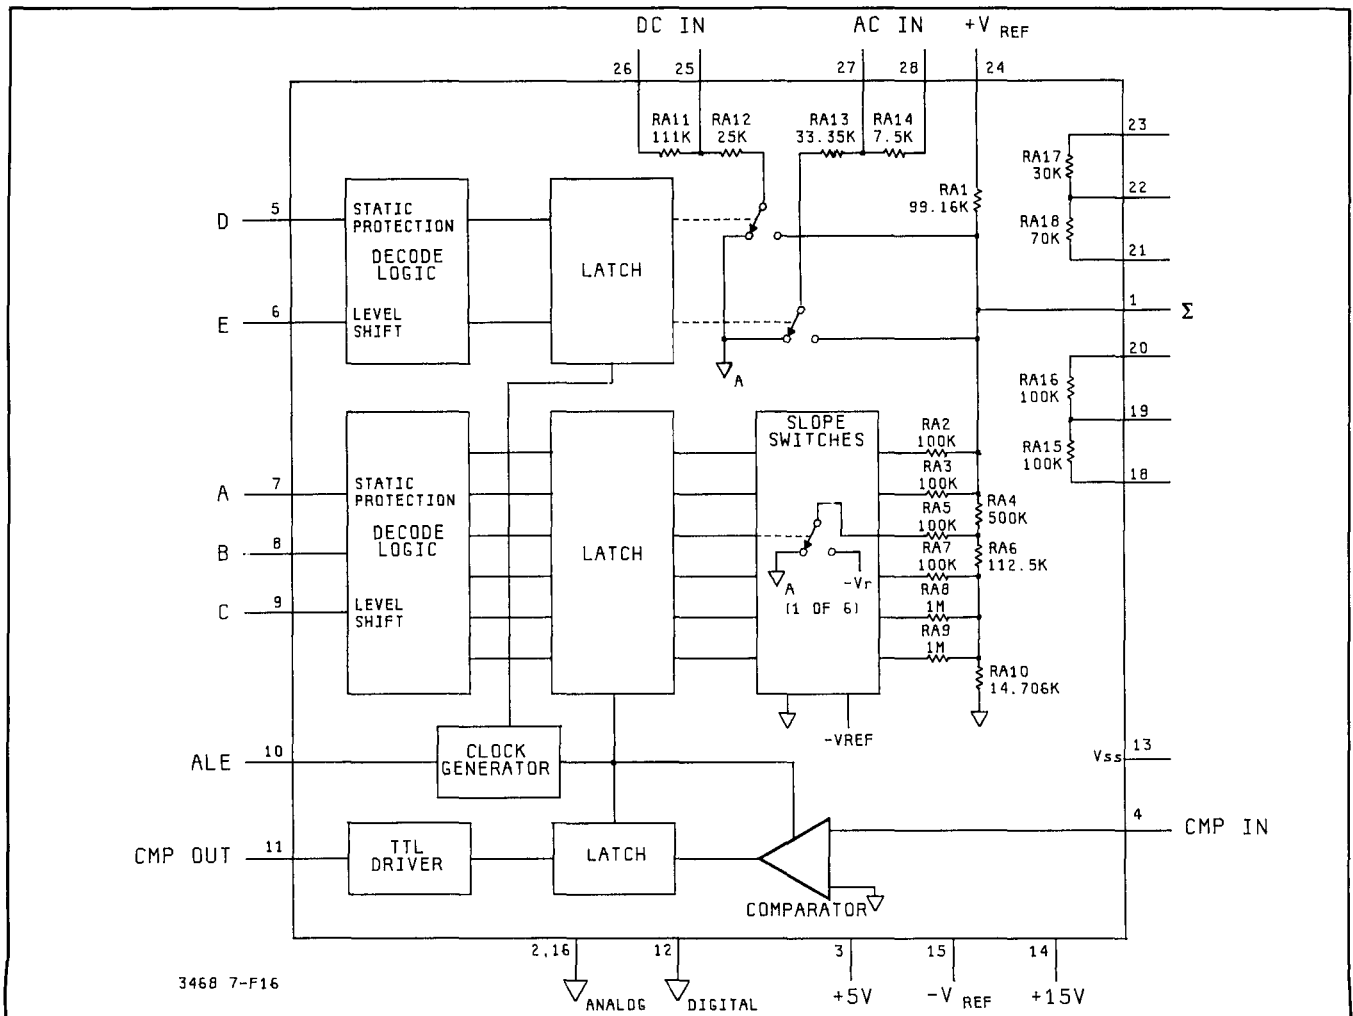 DC IN
AC IN
+V REF
26
25
27
28
24
RA11
111K
RA12
25K
RA13
33.35K
RA14
7.5K
23
RA17
30K
22
RA18
70K
21
RA1
99.16K
D
5
STATIC
PROTECTION
DECODE
LOGIC
LATCH
E
6
LEVEL
SHIFT
1
Σ
A
20
RA16
100K
19
RA15
100K
18
SLOPE
SWITCHES
RA2
100K
RA3
100K
RA4
500K
RA5
100K
RA6
112.5K
RA7
100K
RA8
1M
RA9
1M
RA10
14.706K
A
7
STATIC
PROTECTION
B
8
DECODE
LOGIC
LATCH
C
9
LEVEL
SHIFT
A
-Vr
(1 OF 6)
-VREF
ALE
10
CLOCK
GENERATOR
Vss
13
CMP OUT
11
TTL
DRIVER
LATCH
COMPARATOR
4
CMP IN
2,16
12
3
15
14
ANALOG
DIGITAL
+5V
-V REF
+15V
3468 7-F16